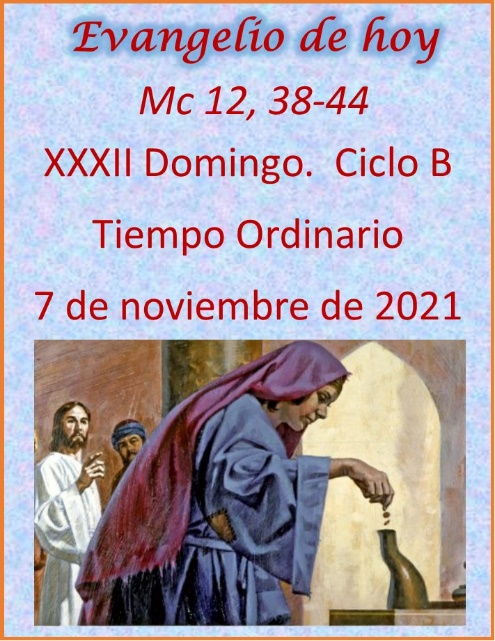 Evangelio de hoy
Mc 12, 38-44
XXXII Domingo. Ciclo B
Tiempo Ordinario
7 de noviembre de 2021